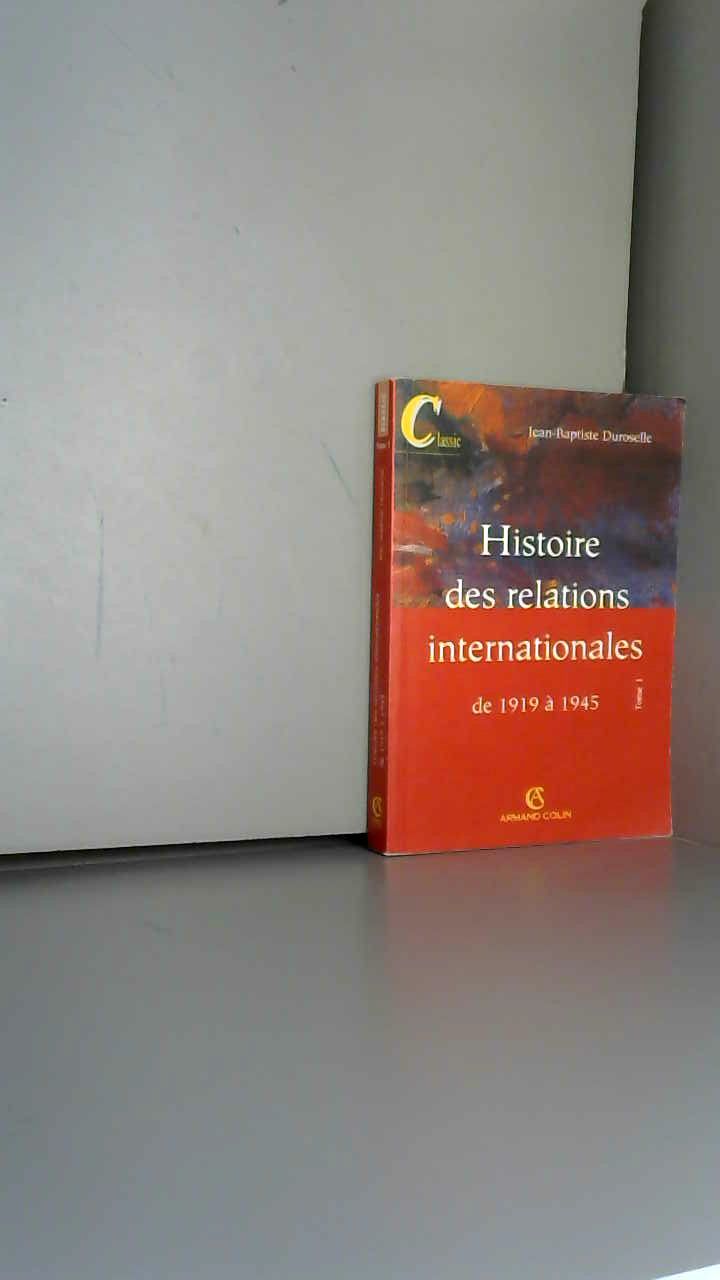 Classic
Jean-Baptiste Duroselle
Histoire
des relations
internationales
de 1919 à 1945
Tome 1
ARMAND COLIN